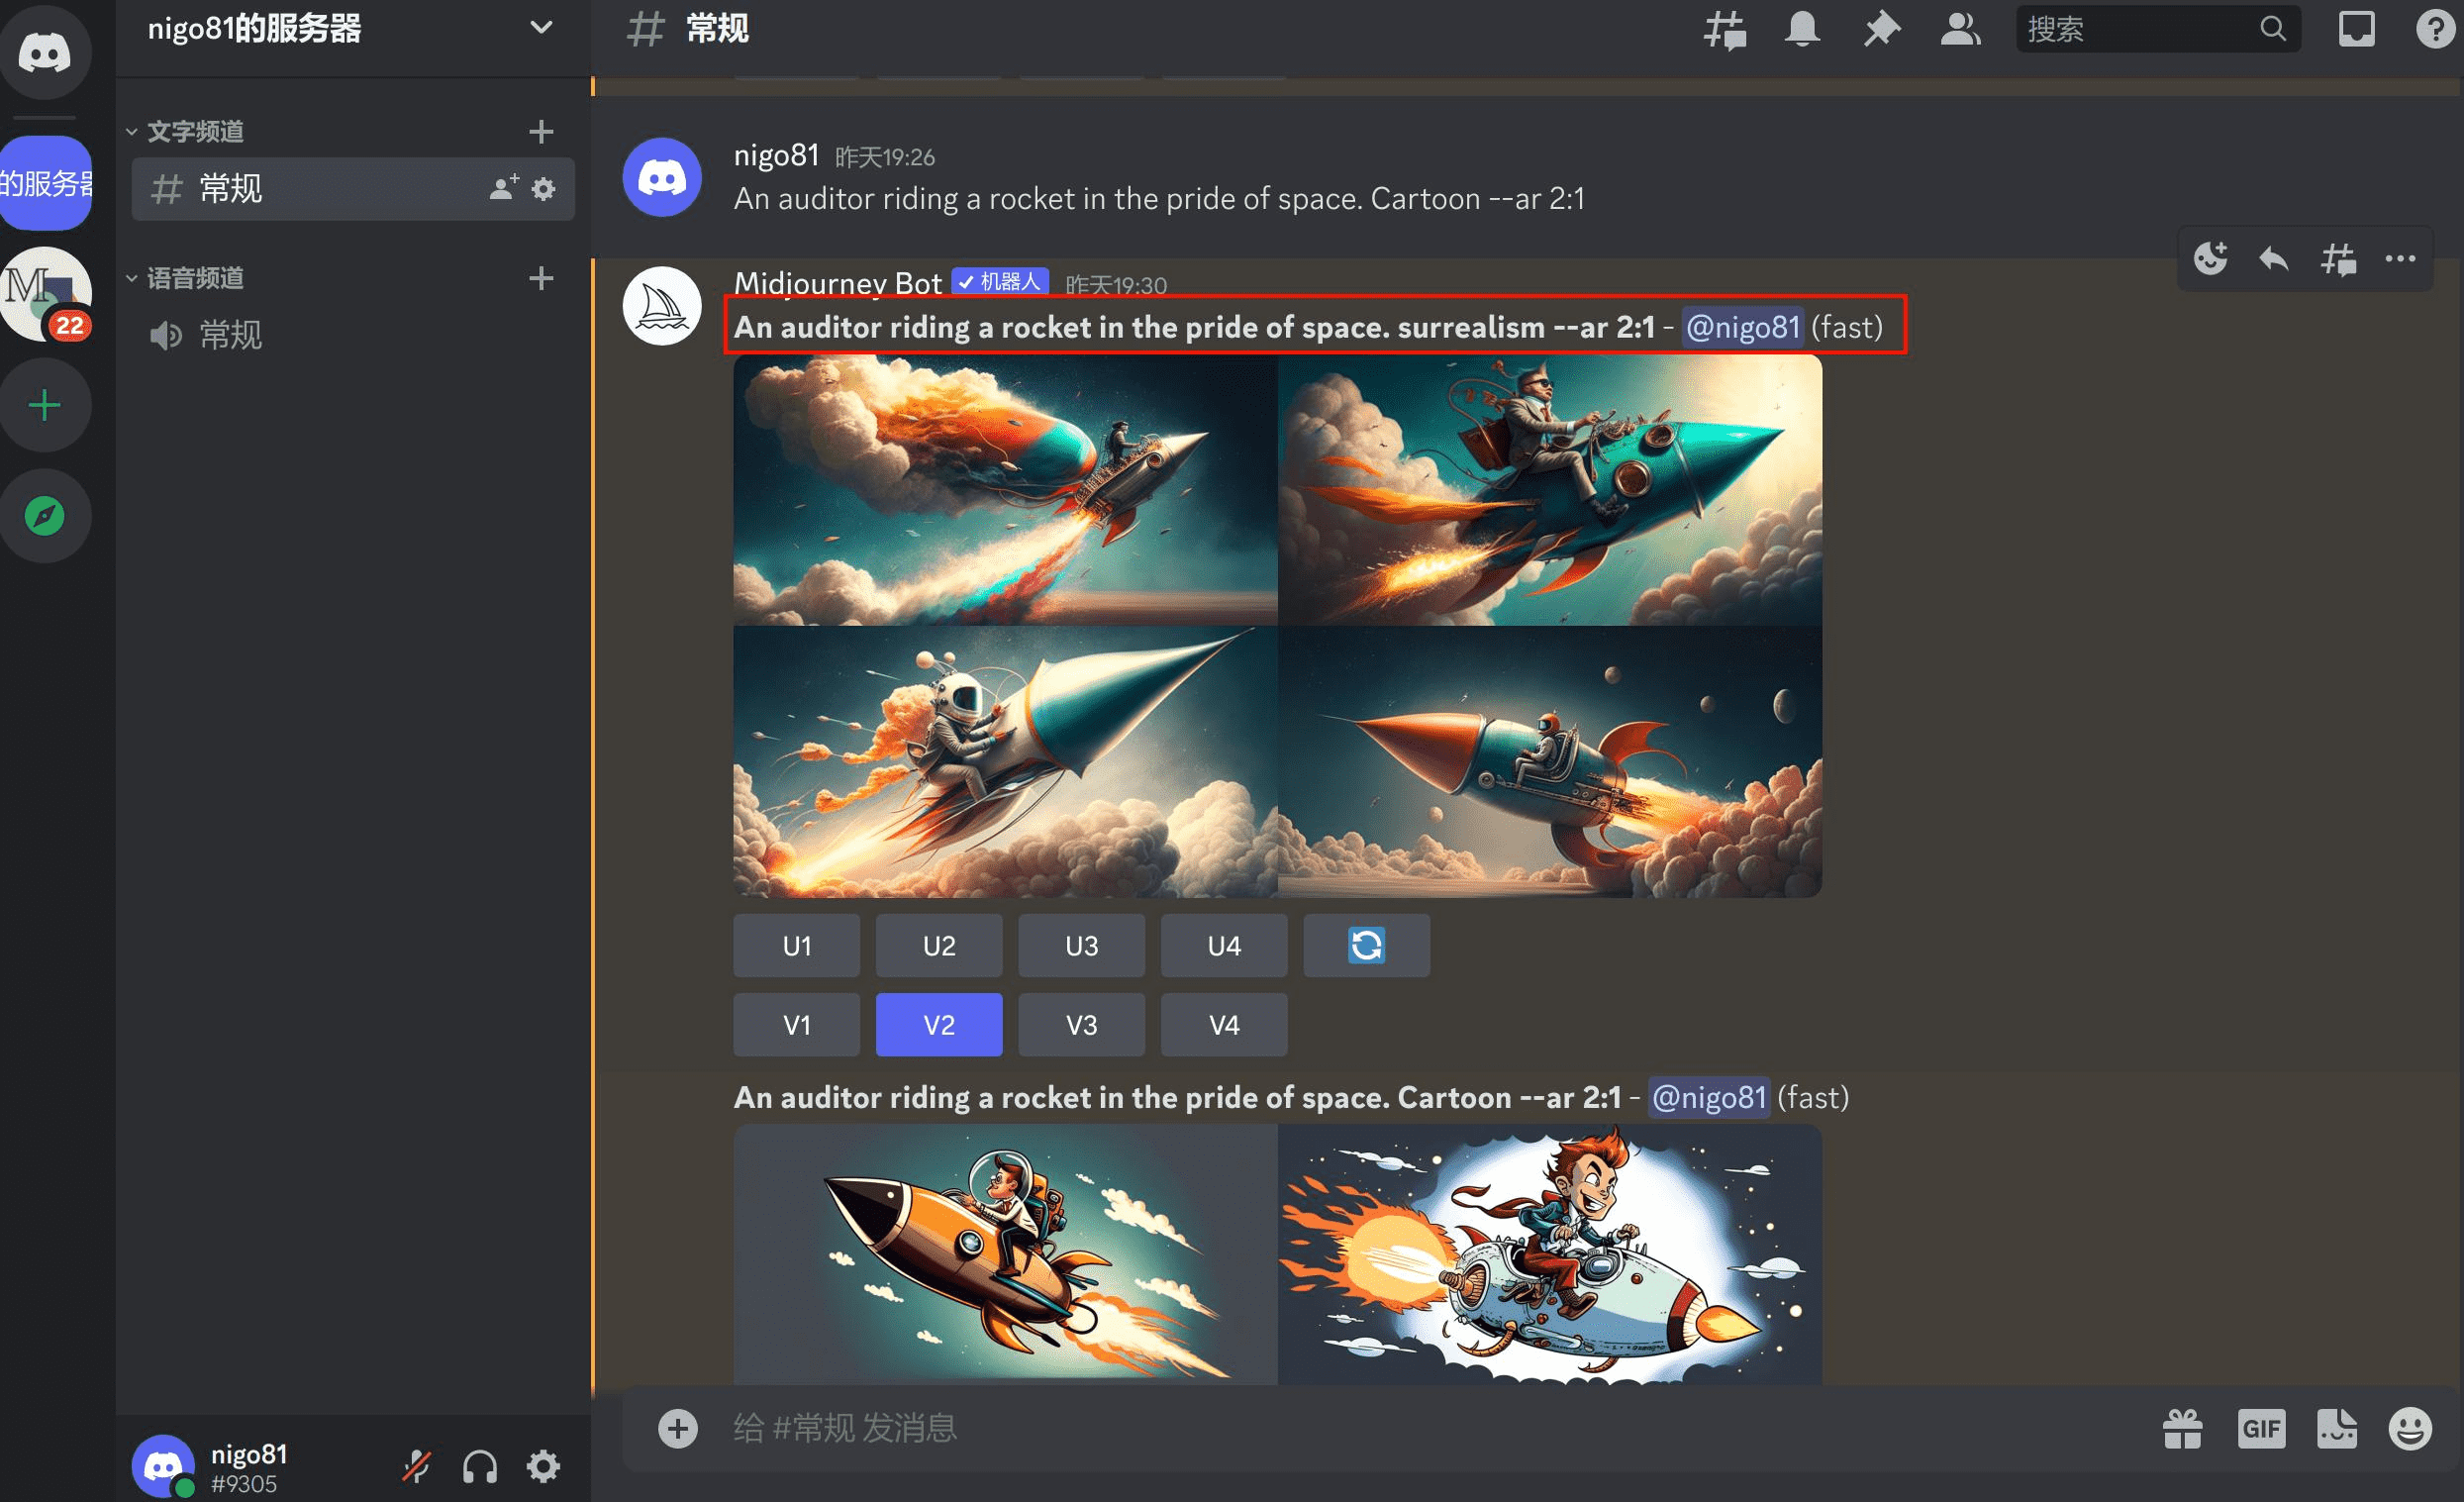 nigo81的服务器
常规
搜索
文字频道
常规
语音频道
常规
的服务器
M
22
nigo81 昨天19:26
An auditor riding a rocket in the pride of space. Cartoon --ar 2:1
Midjourney Bot 机器人 昨天19:30
An auditor riding a rocket in the pride of space. surrealism --ar 2:1 - @nigo81 (fast)
U1 U2 U3 U4
V1 V2 V3 V4
An auditor riding a rocket in the pride of space. Cartoon --ar 2:1 - @nigo81 (fast)
给 #常规 发消息
GIF
nigo81
#9305